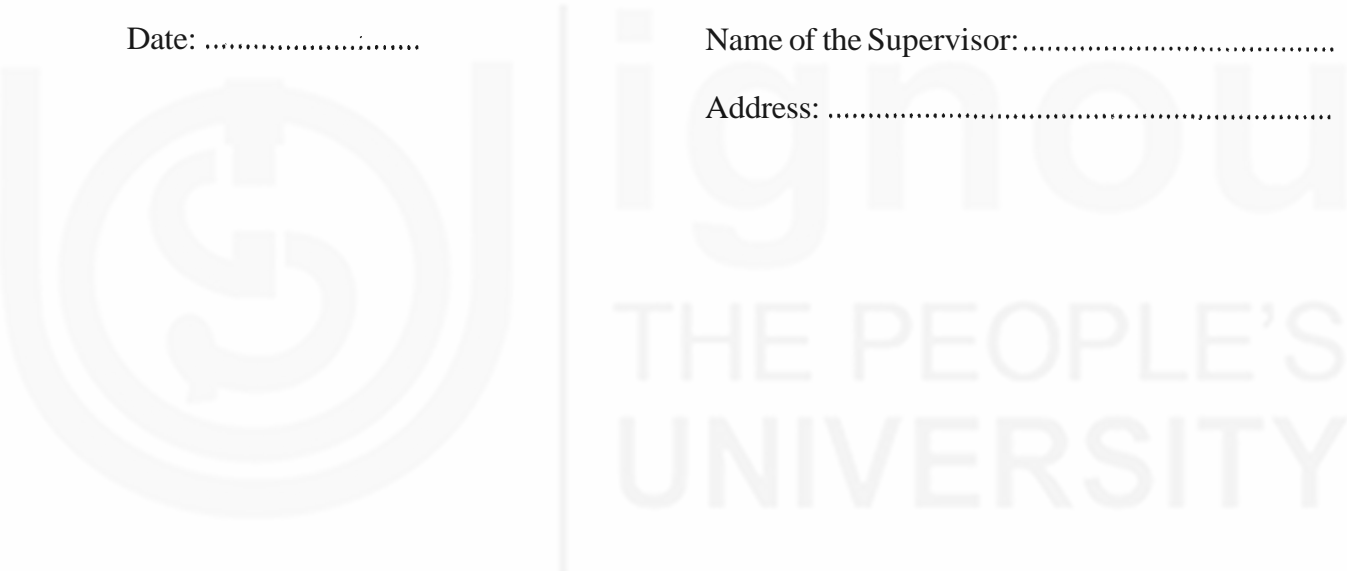 Date: ........................... Name of the Supervisor:.......................................
Address: ...............................................................
ignou
THE PEOPLE'S
UNIVERSITY